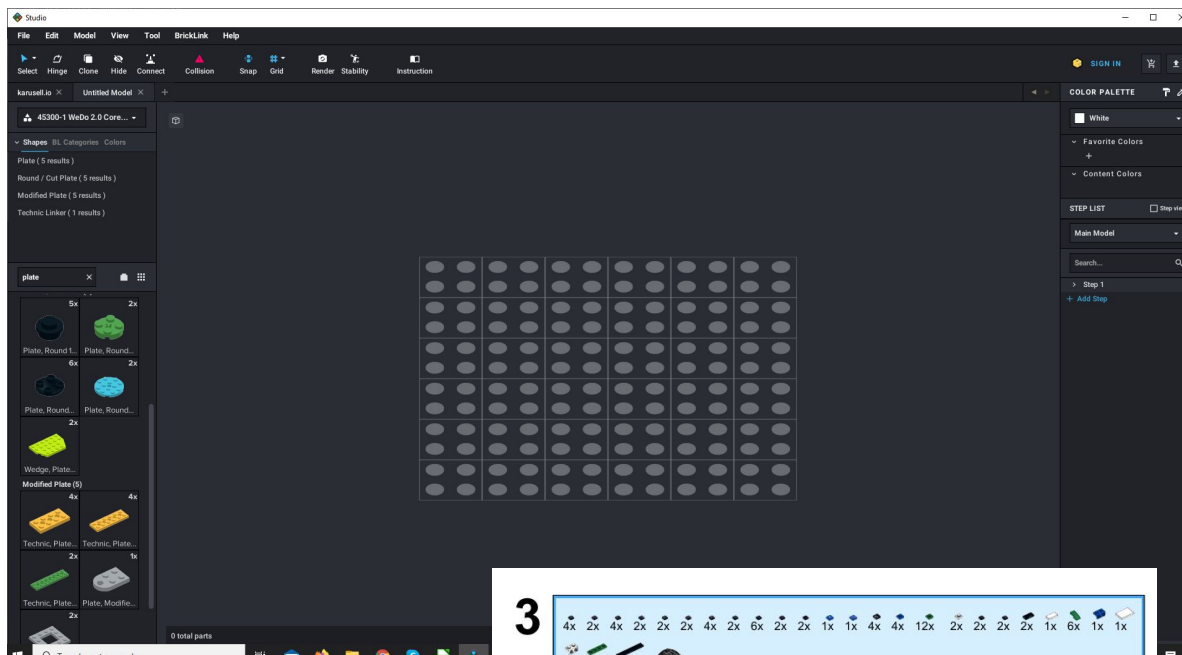 Studio
File Edit Model View Tool BrickLink Help
Select Hinge Clone Hide Connect Collision Snap Grid Render Stability Instruction
SIGN IN
karusell.io Untitled Model
COLOR PALETTE
45300-1 WeDo 2.0 Core...
White
Shapes BL Categories Colors
Favorite Colors
+
Plate ( 5 results )
Round / Cut Plate ( 5 results )
Content Colors
Modified Plate ( 5 results )
Technic Linker ( 1 results )
STEP LIST Step vie
Main Model
Search...
plate
Step 1
+ Add Step
5x 2x
Plate, Round 1... Plate, Round...
6x 2x
Plate, Round... Plate, Round...
2x
Wedge, Plate...
Modified Plate (5)
4x 4x
Technic, Plate... Technic, Plate...
2x 1x
Technic, Plate... Plate, Modifie...
2x
0 total parts
3
4x 2x 4x 2x 2x 2x 4x 2x 6x 2x 2x 1x 1x 4x 4x 12x 2x 2x 2x 2x 1x 6x 1x 1x